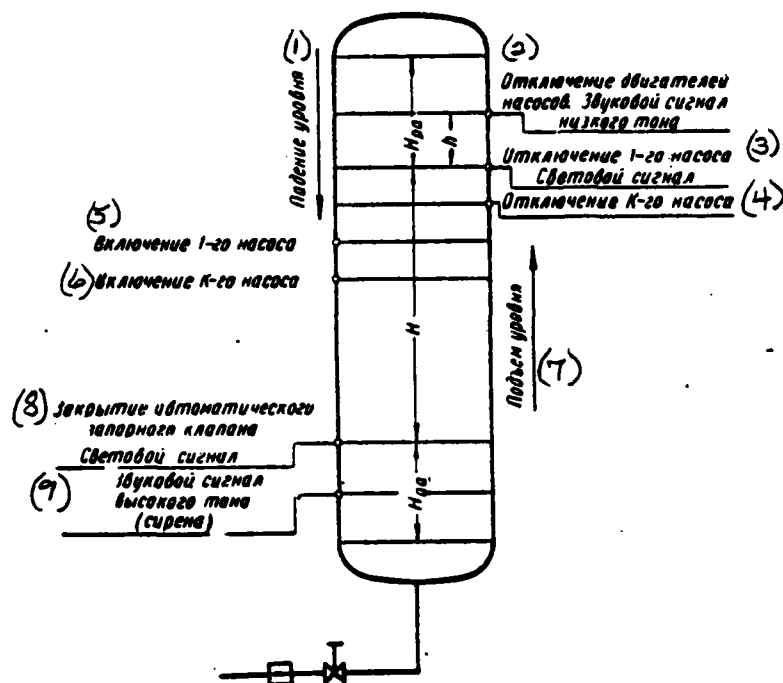 (1)
(2)
Падение уровня
Отключение двигателей
насосов. Звуковой сигнал
низкого тона
Hра
h
(3)
Отключение 1-го насоса
Световой сигнал
(4)
Отключение К-го насоса
(5)
Включение 1-го насоса
(6) Включение К-го насоса
H
Подъем уровня
(7)
(8) Закрытие автоматического
запорного клапана
Световой сигнал
(9) Звуковой сигнал
высокого тона
(сирена)
Hра